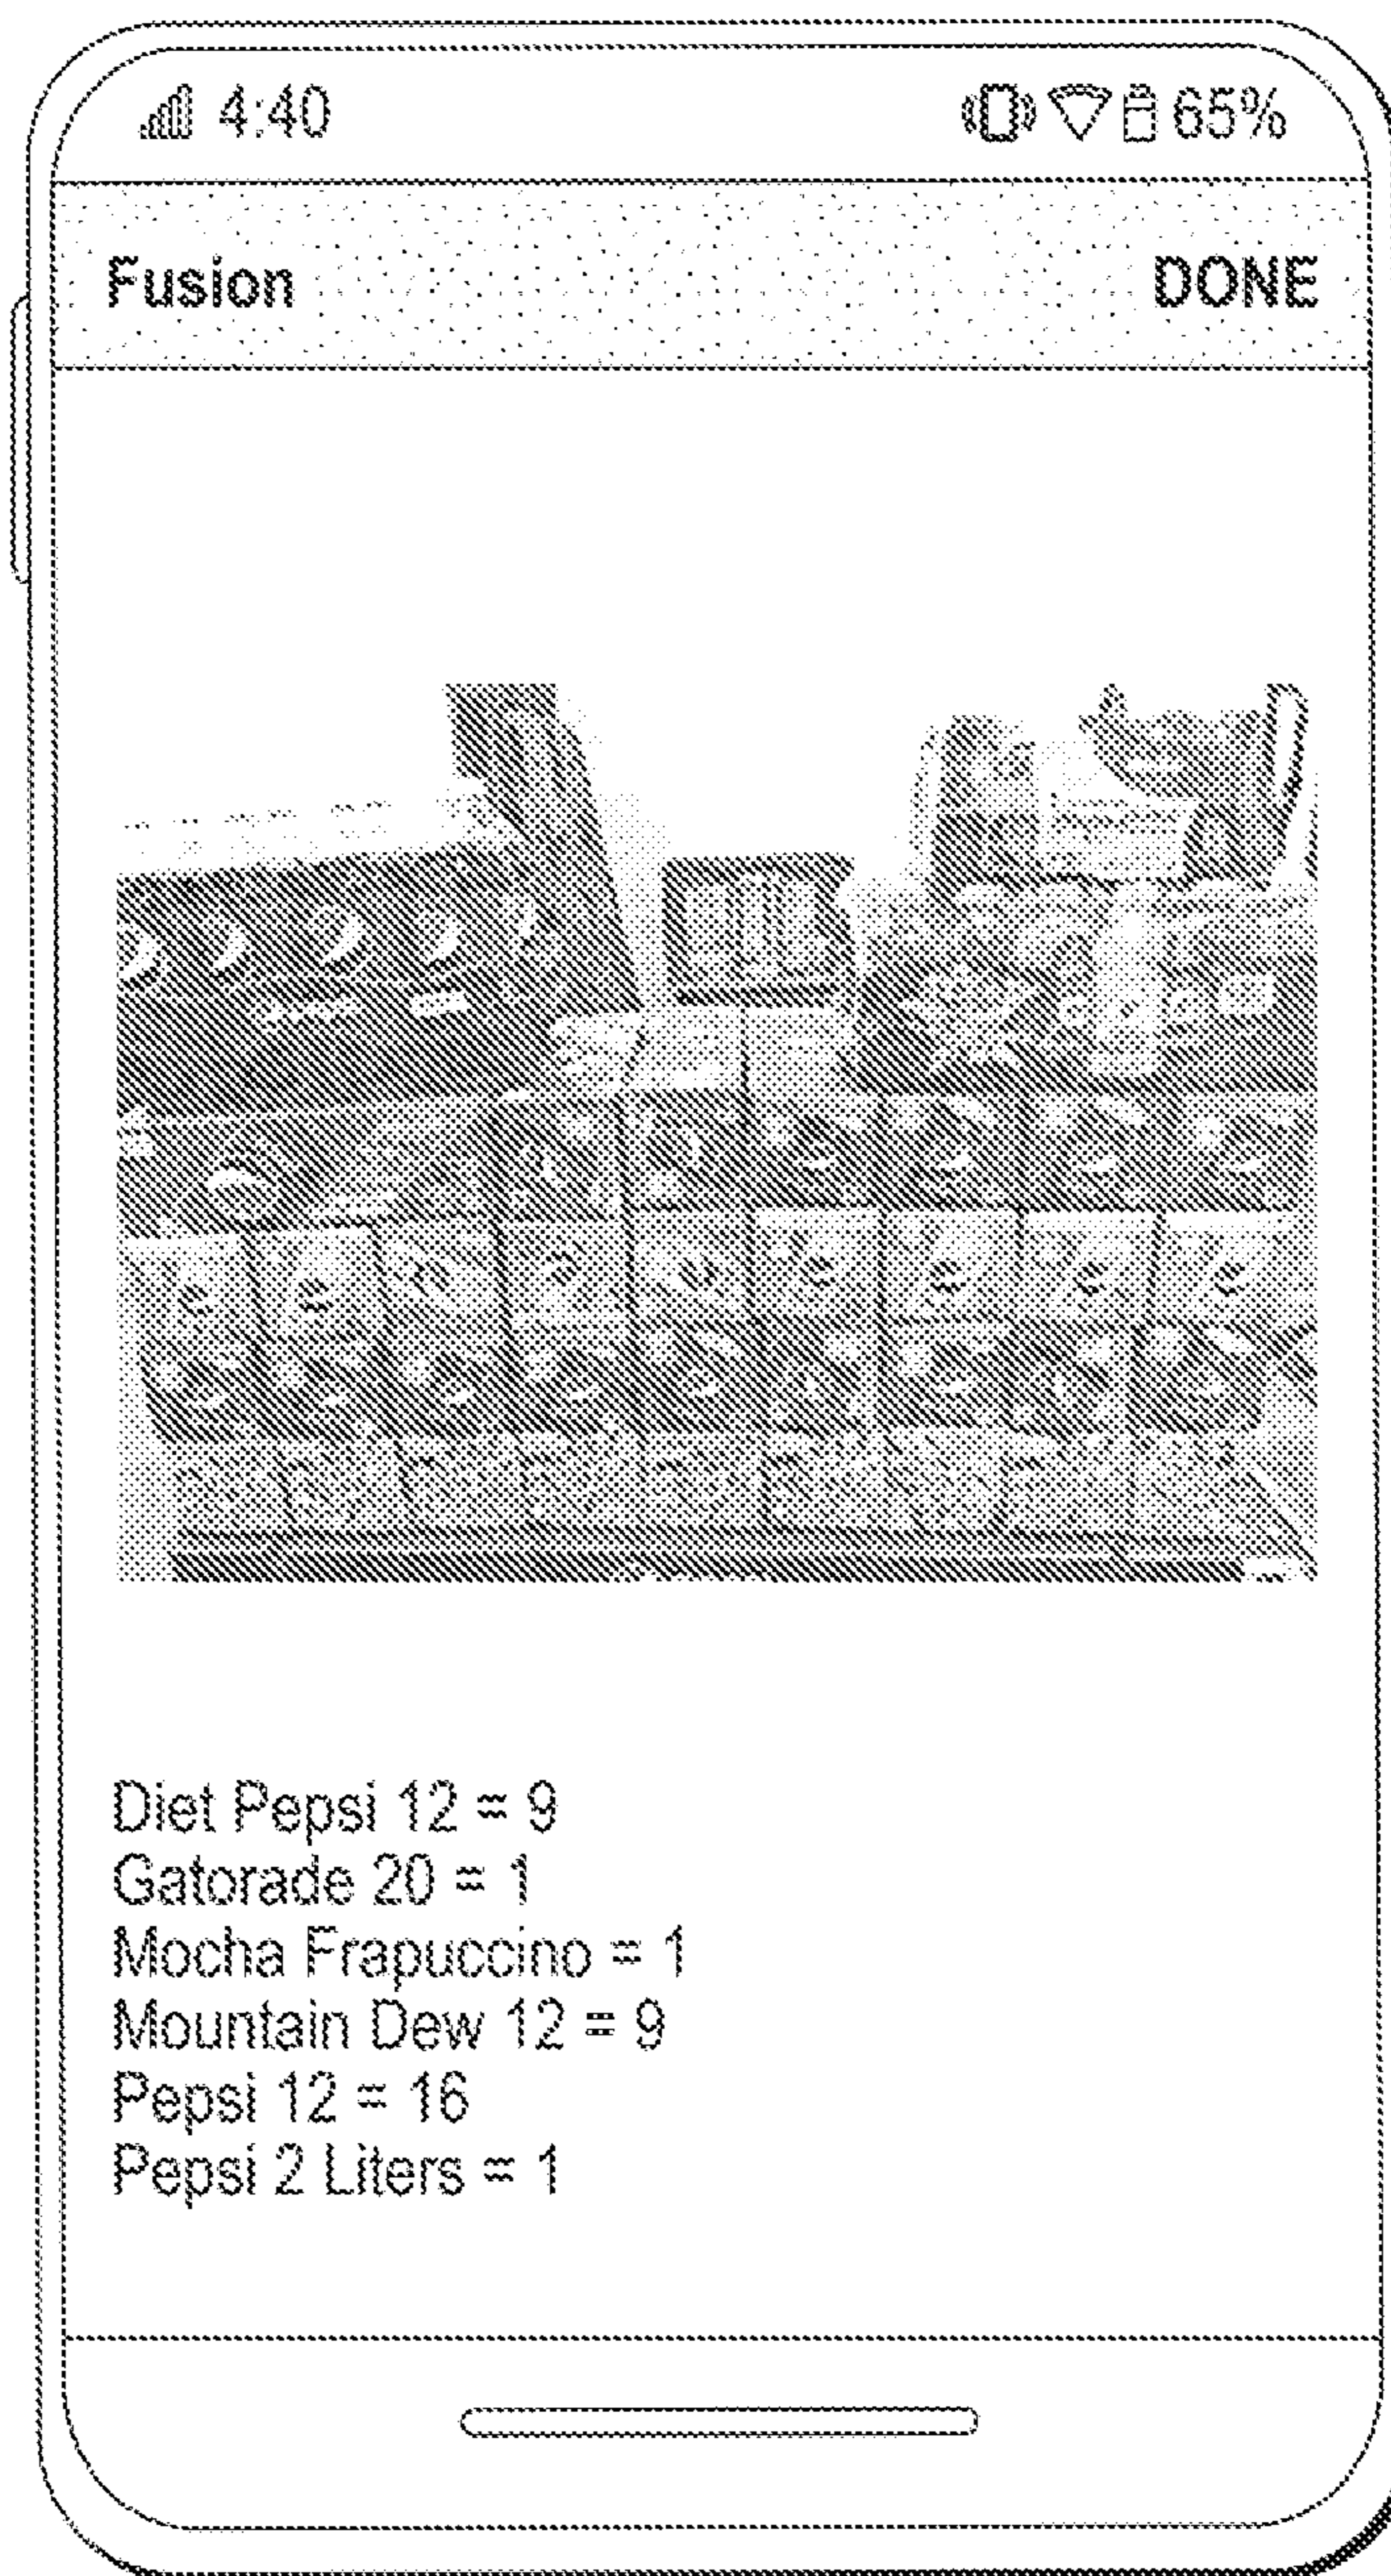 4:40 65%
Fusion DONE
Diet Pepsi 12 = 9
Gatorade 20 = 1
Mocha Frapuccino = 1
Mountain Dew 12 = 9
Pepsi 12 = 16
Pepsi 2 Liters = 1